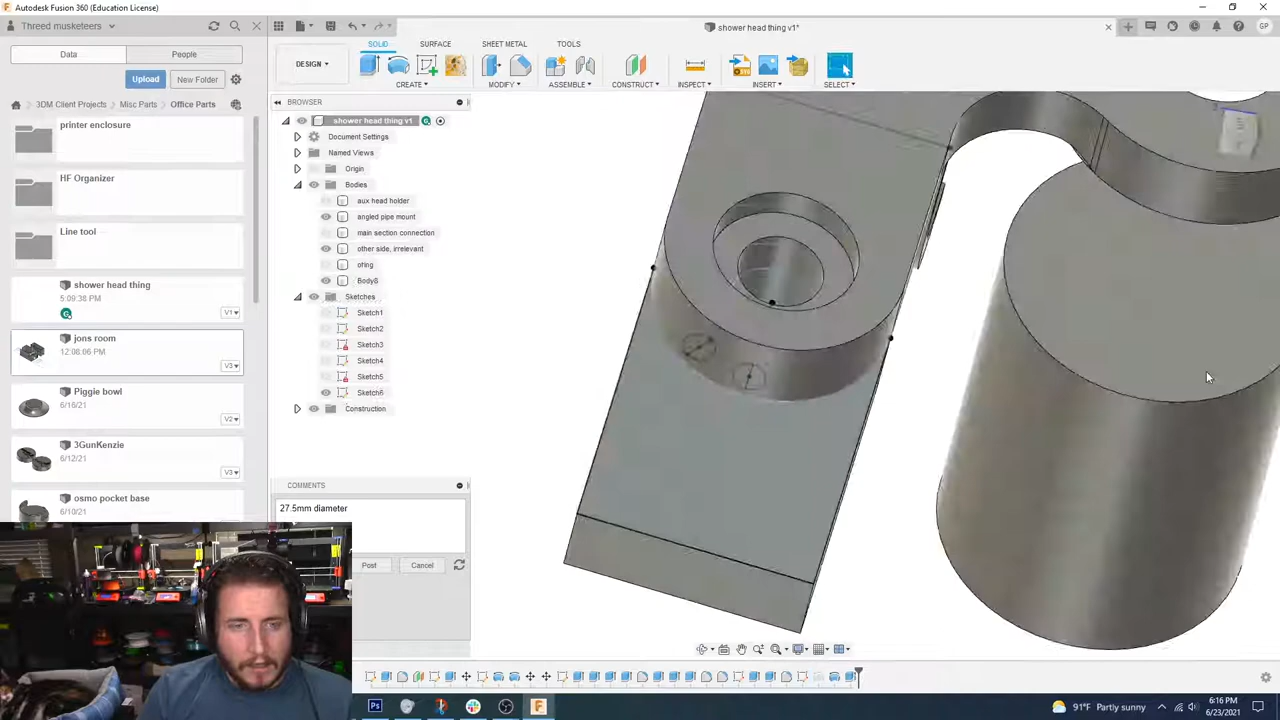 Autodesk Fusion 360 (Education License)
Threed musketeers
shower head thing v1*
GP
Data
People
Upload
New Folder
3DM Client Projects
Misc Parts
Office Parts
DESIGN
SOLID
SURFACE
SHEET METAL
TOOLS
CREATE
MODIFY
ASSEMBLE
CONSTRUCT
INSPECT
INSERT
SELECT
printer enclosure
HF Organizer
Line tool
shower head thing
5:09:38 PM
V1
jons room
12:08:06 PM
V3
Piggie bowl
6/16/21
V2
3GunKenzie
6/12/21
V3
osmo pocket base
6/10/21
BROWSER
shower head thing v1
Document Settings
Named Views
Origin
Bodies
aux head holder
angled pipe mount
main section connection
other side, irrelevant
oring
Body8
Sketches
Sketch1
Sketch2
Sketch3
Sketch4
Sketch5
Sketch6
Construction
COMMENTS
27.5mm diameter
Post
Cancel
91°F Partly sunny
6:16 PM
6/23/2021